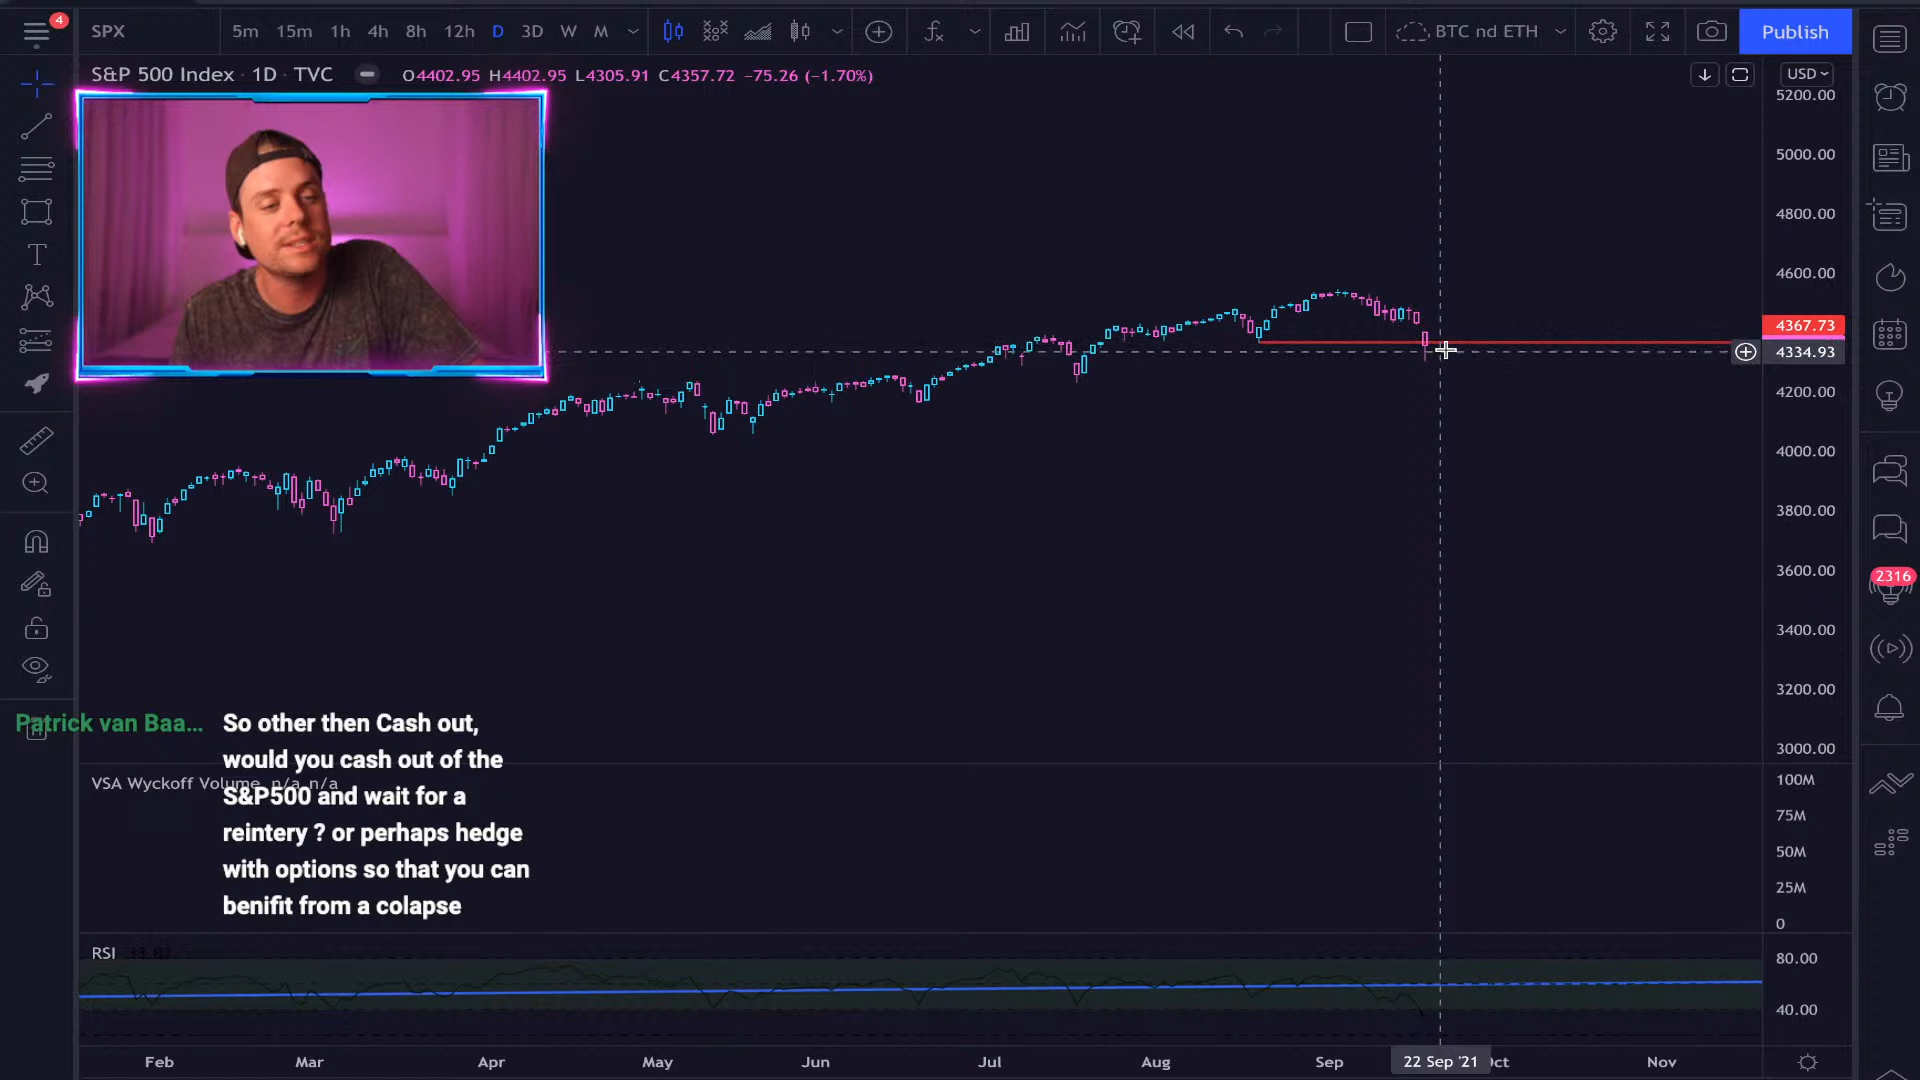 4
SPX
5m 15m 1h 4h 8h 12h D 3D W M
BTC nd ETH
Publish
S&P 500 Index · 1D · TVC
O4402.95 H4402.95 L4305.91 C4357.72 −75.26 (−1.70%)
USD
5200.00
5000.00
4800.00
4600.00
4367.73
4334.93
4200.00
4000.00
3800.00
3600.00
3400.00
3200.00
3000.00
2316
Patrick van Baa...
So other then Cash out,
would you cash out of the
S&P500 and wait for a
reintery ? or perhaps hedge
with options so that you can
benifit from a colapse
VSA Wyckoff Volume n/a n/a
100M
75M
50M
25M
0
RSI
80.00
40.00
Feb Mar Apr May Jun Jul Aug Sep 22 Sep '21 Nov